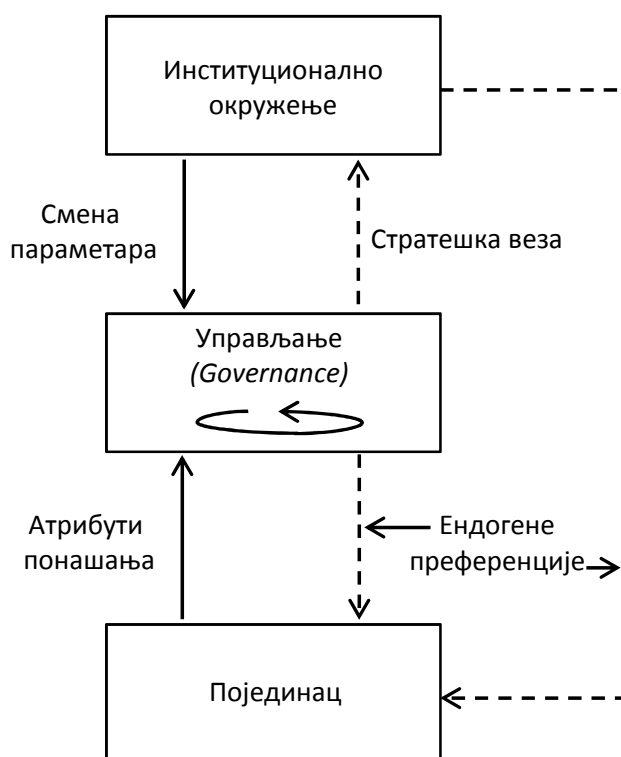 Институционално
окружење
Смена
параметара
Стратешка веза
Управљање
(Governance)
Атрибути
понашања
Ендогене
преференције
Појединац